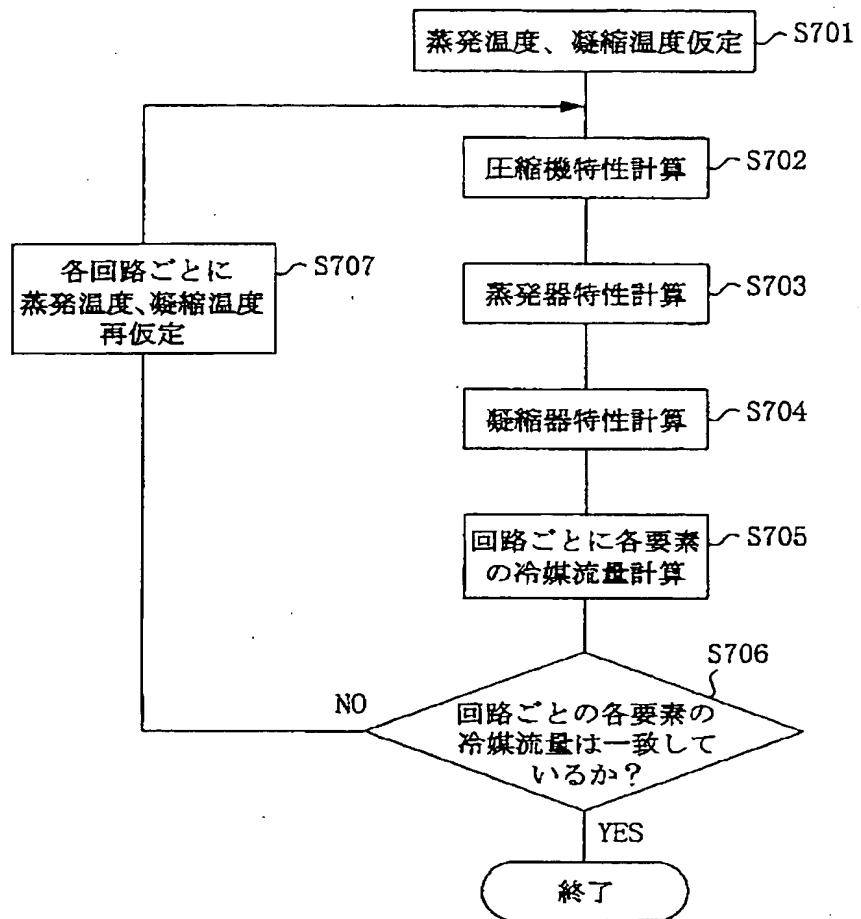 蒸発温度、凝縮温度仮定
S701
圧縮機特性計算
S702
各回路ごとに
蒸発温度、凝縮温度
再仮定
S707
蒸発器特性計算
S703
凝縮器特性計算
S704
回路ごとに各要素
の冷媒流量計算
S705
S706
NO
回路ごとの各要素の
冷媒流量は一致して
いるか？
YES
終了